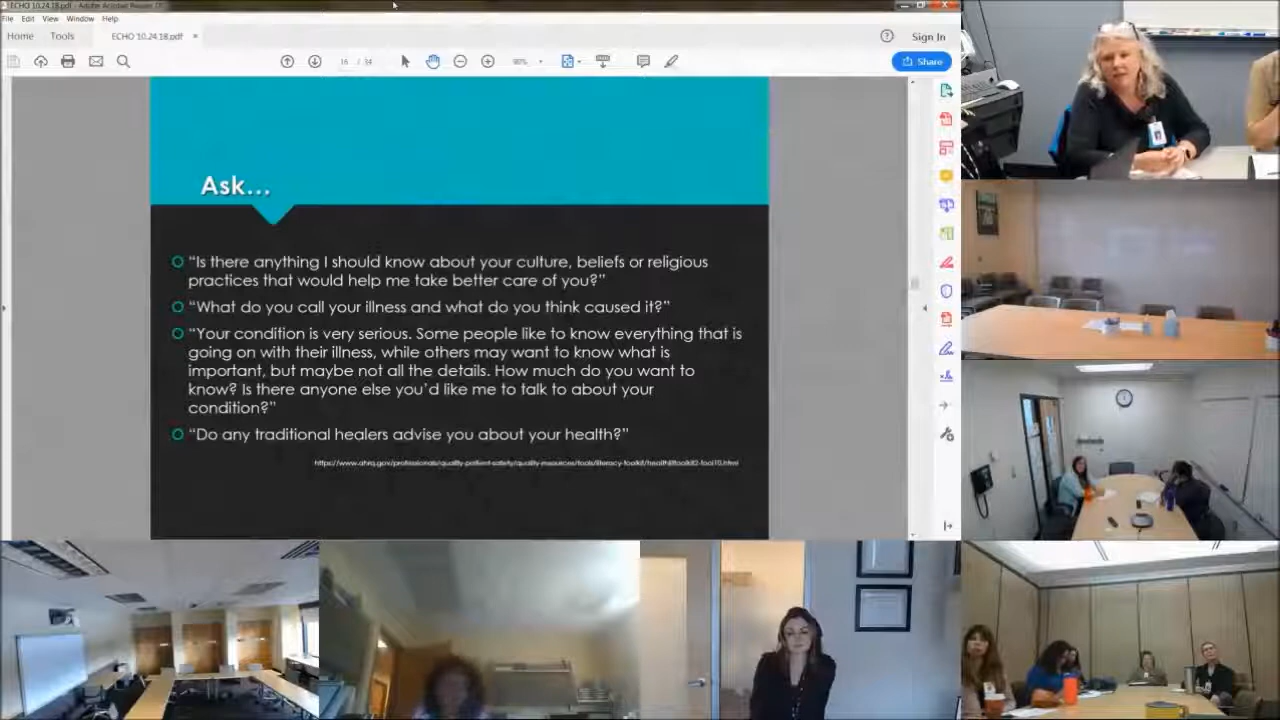 ECHO 10.24.18.pdf - Adobe Acrobat Reader DC
File Edit View Window Help
Home Tools ECHO 10.24.18.pdf × Sign In
16 / 34
Share
Ask...
"Is there anything I should know about your culture, beliefs or religious
practices that would help me take better care of you?"
"What do you call your illness and what do you think caused it?"
"Your condition is very serious. Some people like to know everything that is
going on with their illness, while others may want to know what is
important, but maybe not all the details. How much do you want to
know? Is there anyone else you'd like me to talk to about your
condition?"
"Do any traditional healers advise you about your health?"